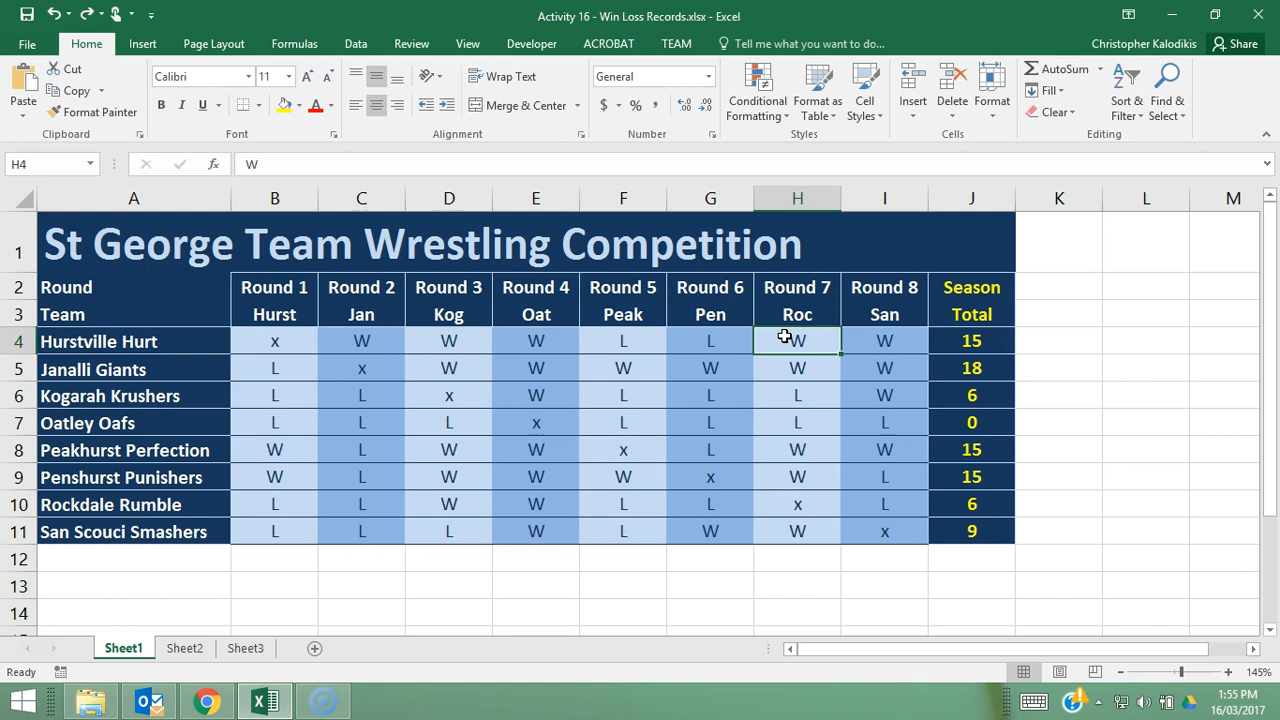 Activity 16 - Win Loss Records.xlsx - Excel
File Home Insert Page Layout Formulas Data Review View Developer ACROBAT TEAM Tell me what you want to do... Christopher Kalodikis Share
Paste Cut Copy Format Painter Clipboard
Calibri 11 B I U A Font
Wrap Text Merge & Center Alignment
General $ % , Number
Conditional Formatting Format as Table Cell Styles Styles
Insert Delete Format Cells
AutoSum Fill Clear Sort & Filter Find & Select Editing
H4 fx W
A B C D E F G H I J K L M
1 St George Team Wrestling Competition
2 Round Round 1 Round 2 Round 3 Round 4 Round 5 Round 6 Round 7 Round 8 Season
3 Team Hurst Jan Kog Oat Peak Pen Roc San Total
4 Hurstville Hurt x W W W L L W W 15
5 Janalli Giants L x W W W W W W 18
6 Kogarah Krushers L L x W L L L W 6
7 Oatley Oafs L L L x L L L L 0
8 Peakhurst Perfection W L W W x L W W 15
9 Penshurst Punishers W L W W W x W L 15
10 Rockdale Rumble L L W W L L x L 6
11 San Scouci Smashers L L L W L W W x 9
12
13
14
Sheet1 Sheet2 Sheet3
Ready 145%
1:55 PM
16/03/2017